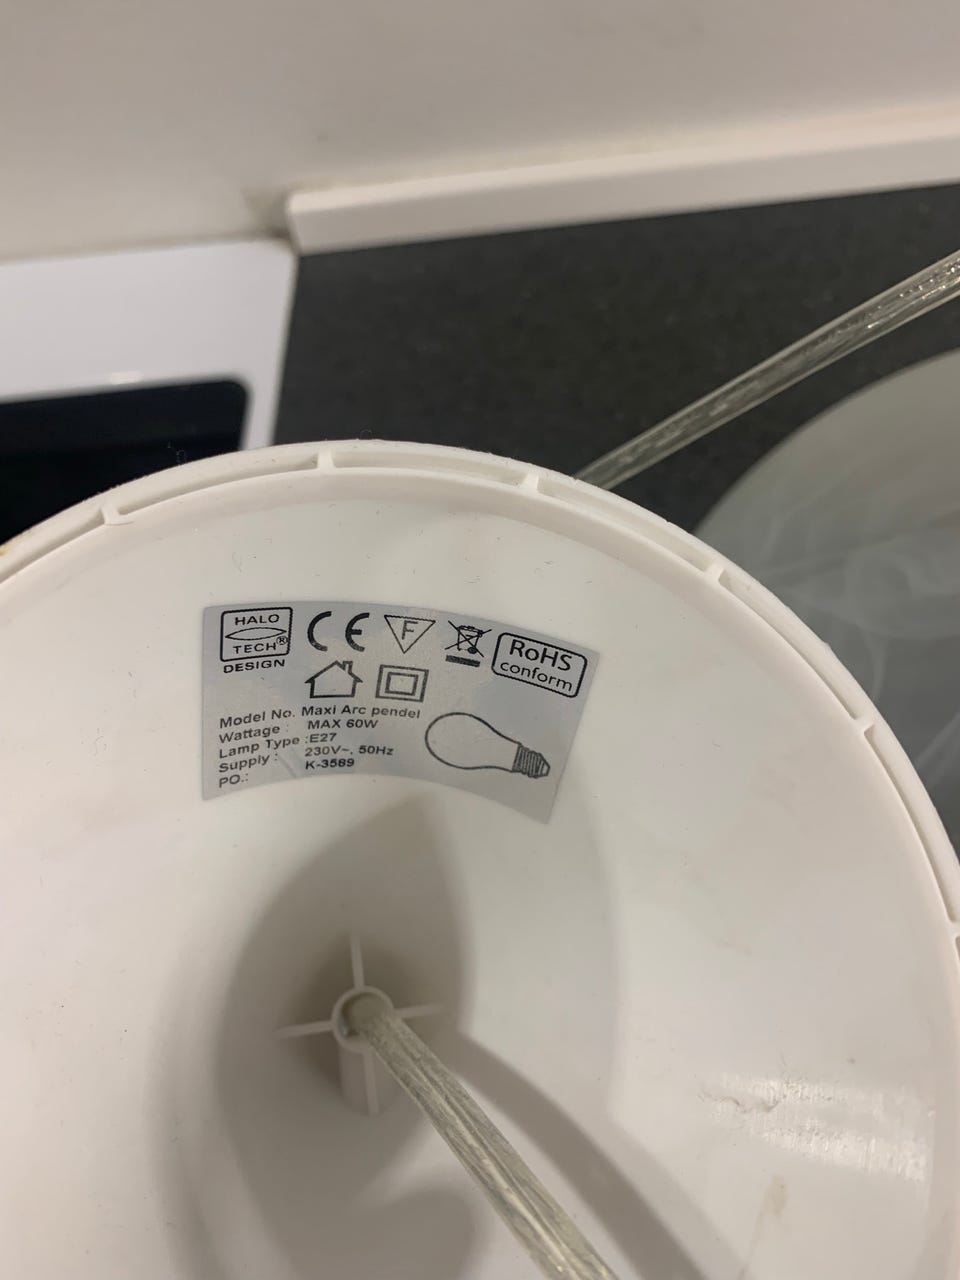 HALO
TECH®
DESIGN
CE
F
RoHS
conform
Model No. Maxi Arc pendel
Wattage : MAX 60W
Lamp Type :E27
Supply : 230V~, 50Hz
PO.: K-3589